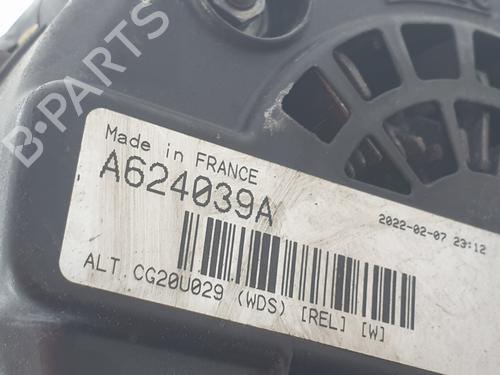 B-PARTS
Made in FRANCE
A624039A
2022-02-07 23:12
ALT. CG20U029 (WDS) [REL] [W]